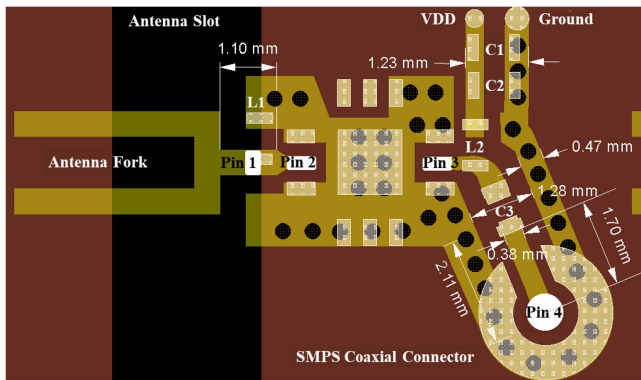 Antenna Slot
VDD
Ground
1.10 mm
1.23 mm
C1
C2
L1
L2
0.47 mm
Antenna Fork
Pin 1
Pin 2
Pin 3
1.28 mm
C3
1.70 mm
0.38 mm
2.11 mm
Pin 4
SMPS Coaxial Connector